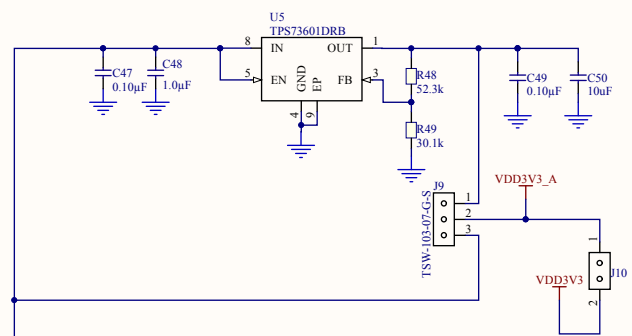 U5
TPS73601DRB
8 IN OUT 1
5 EN FB 3
GND
EP
4
9
C47
0.10µF
C48
1.0µF
R48
52.3k
R49
30.1k
C49
0.10µF
C50
10uF
J9
1
2
3
TSW-103-07-G-S
VDD3V3_A
1
J10
2
VDD3V3